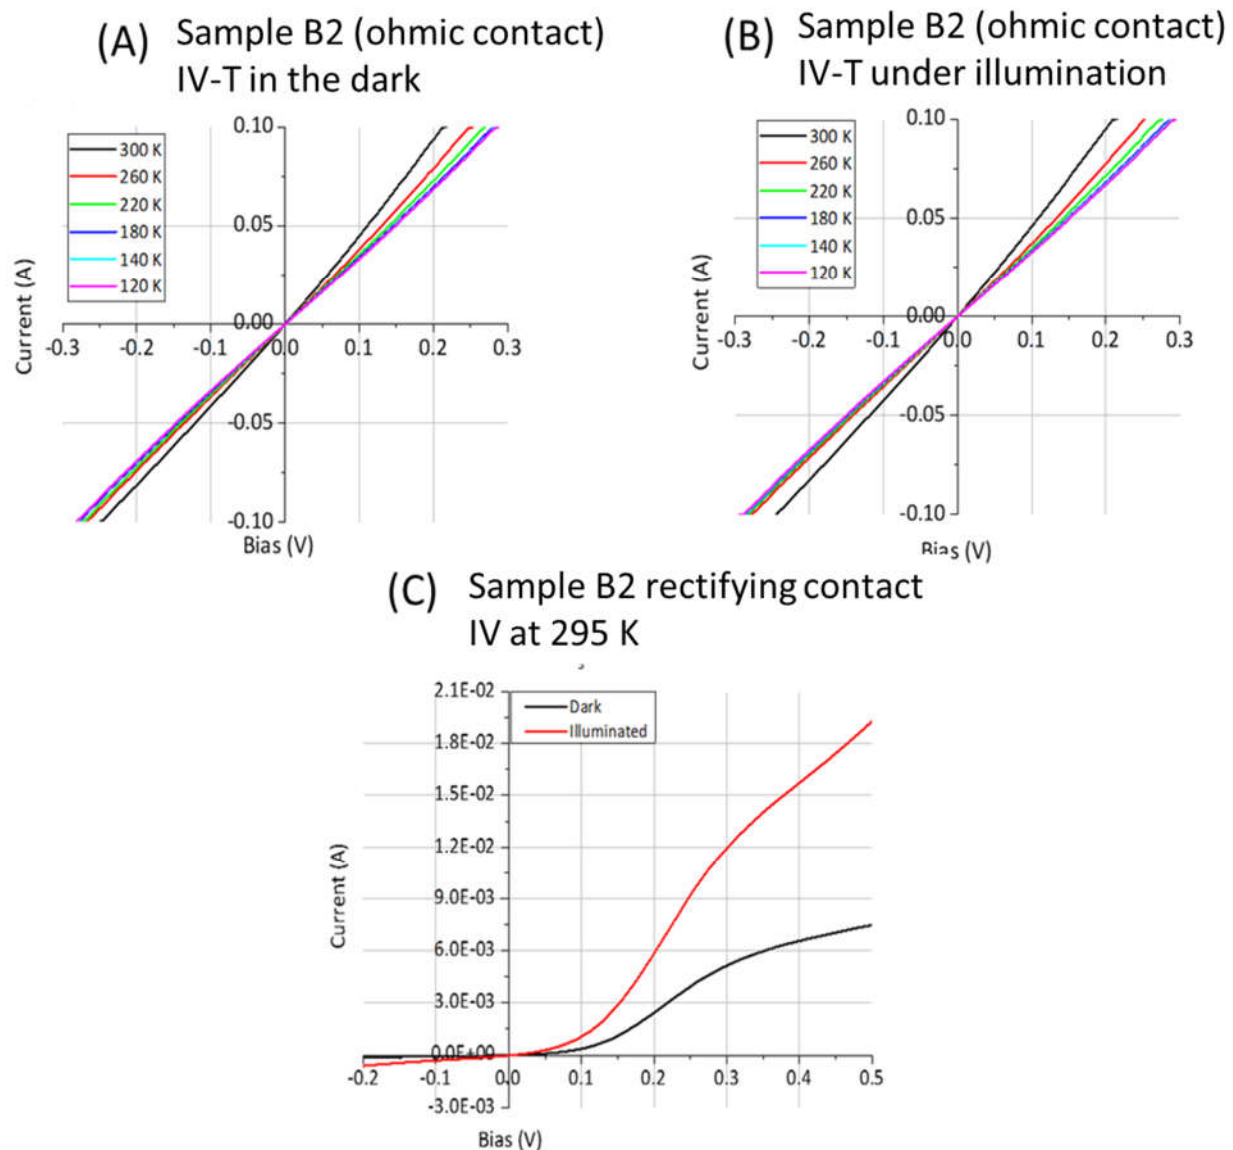 (A) Sample B2 (ohmic contact)
IV-T in the dark
300 K
260 K
220 K
180 K
140 K
120 K
0.10
0.05
0.00
-0.05
-0.10
-0.3 -0.2 -0.1 0.0 0.1 0.2 0.3
Current (A)
Bias (V)
(B) Sample B2 (ohmic contact)
IV-T under illumination
300 K
260 K
220 K
180 K
140 K
120 K
0.10
0.05
0.00
-0.05
-0.10
-0.3 -0.2 -0.1 0.0 0.1 0.2 0.3
Current (A)
Bias (V)
(C) Sample B2 rectifying contact
IV at 295 K
Dark
Illuminated
2.1E-02
1.8E-02
1.5E-02
1.2E-02
9.0E-03
6.0E-03
3.0E-03
0.0E+00
-3.0E-03
-0.2 -0.1 0.0 0.1 0.2 0.3 0.4 0.5
Current (A)
Bias (V)